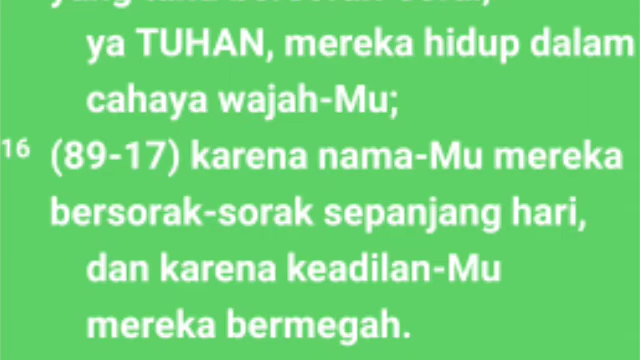 ya TUHAN, mereka hidup dalam
cahaya wajah-Mu;
16 (89-17) karena nama-Mu mereka
bersorak-sorak sepanjang hari,
dan karena keadilan-Mu
mereka bermegah.